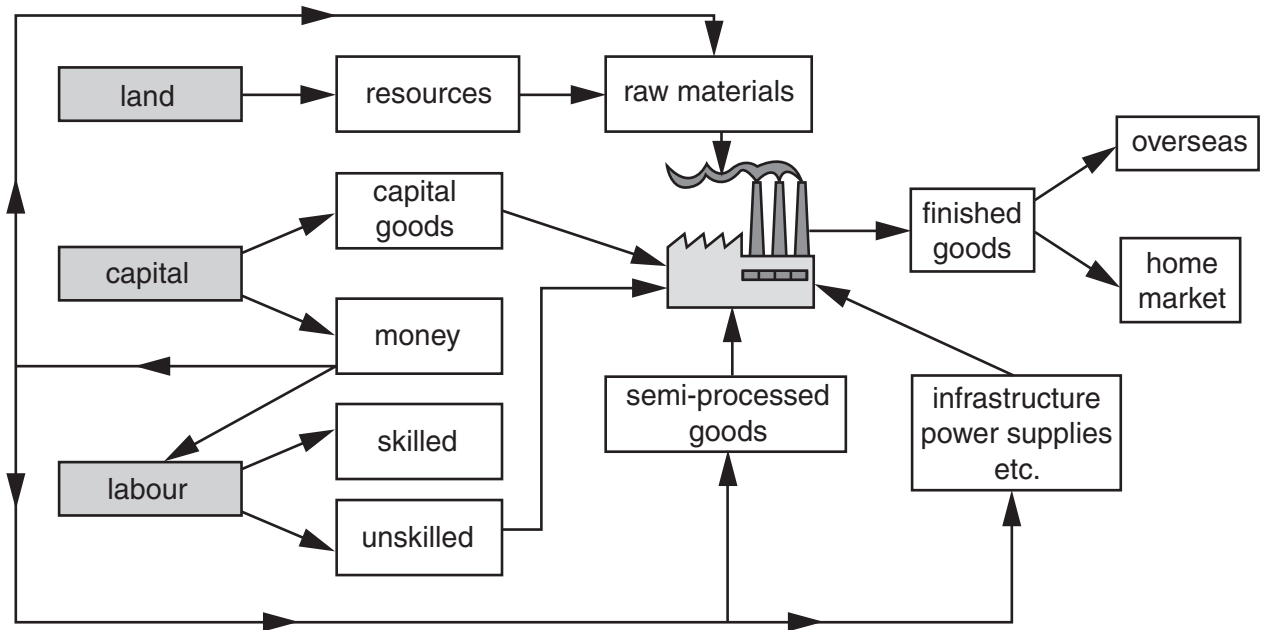 land
resources
raw materials
overseas
capital
goods
finished
goods
capital
home
market
money
semi-processed
goods
infrastructure
power supplies
etc.
skilled
labour
unskilled